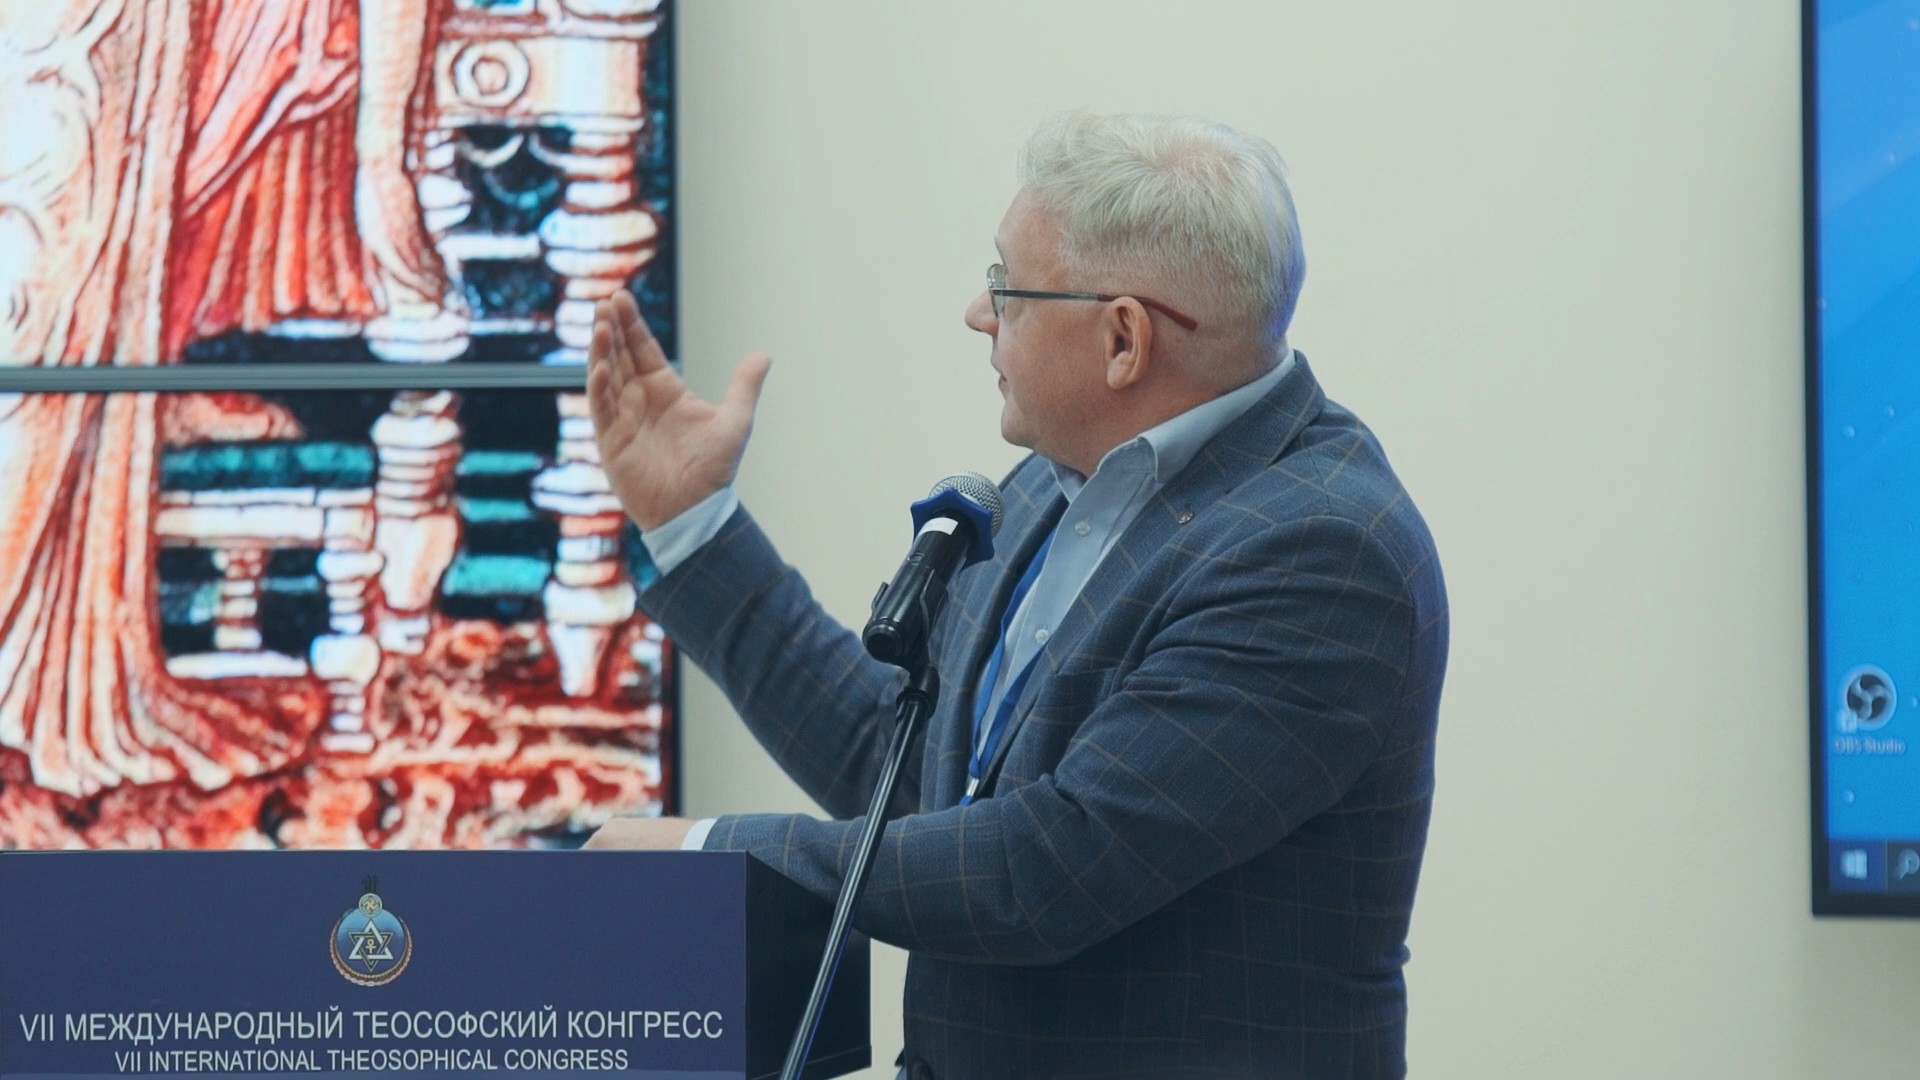 OBS Studio
VII МЕЖДУНАРОДНЫЙ ТЕОСОФСКИЙ КОНГРЕСС
VII INTERNATIONAL THEOSOPHICAL CONGRESS